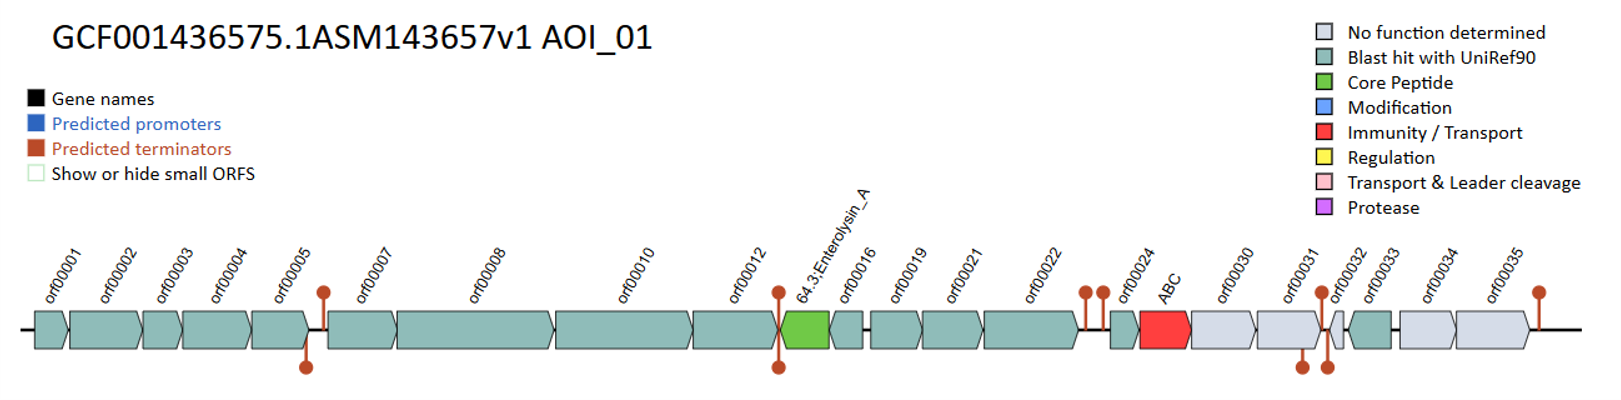 GCF001436575.1ASM143657v1 AOI_01
Gene names
Predicted promoters
Predicted terminators
Show or hide small ORFS
No function determined
Blast hit with UniRef90
Core Peptide
Modification
Immunity / Transport
Regulation
Transport & Leader cleavage
Protease
orf00001
orf00002
orf00003
orf00004
orf00005
orf00007
orf00008
orf00010
orf00012
64.3;Enterolysin_A
orf00016
orf00019
orf00021
orf00022
orf00024
ABC
orf00030
orf00031
orf00032
orf00033
orf00034
orf00035